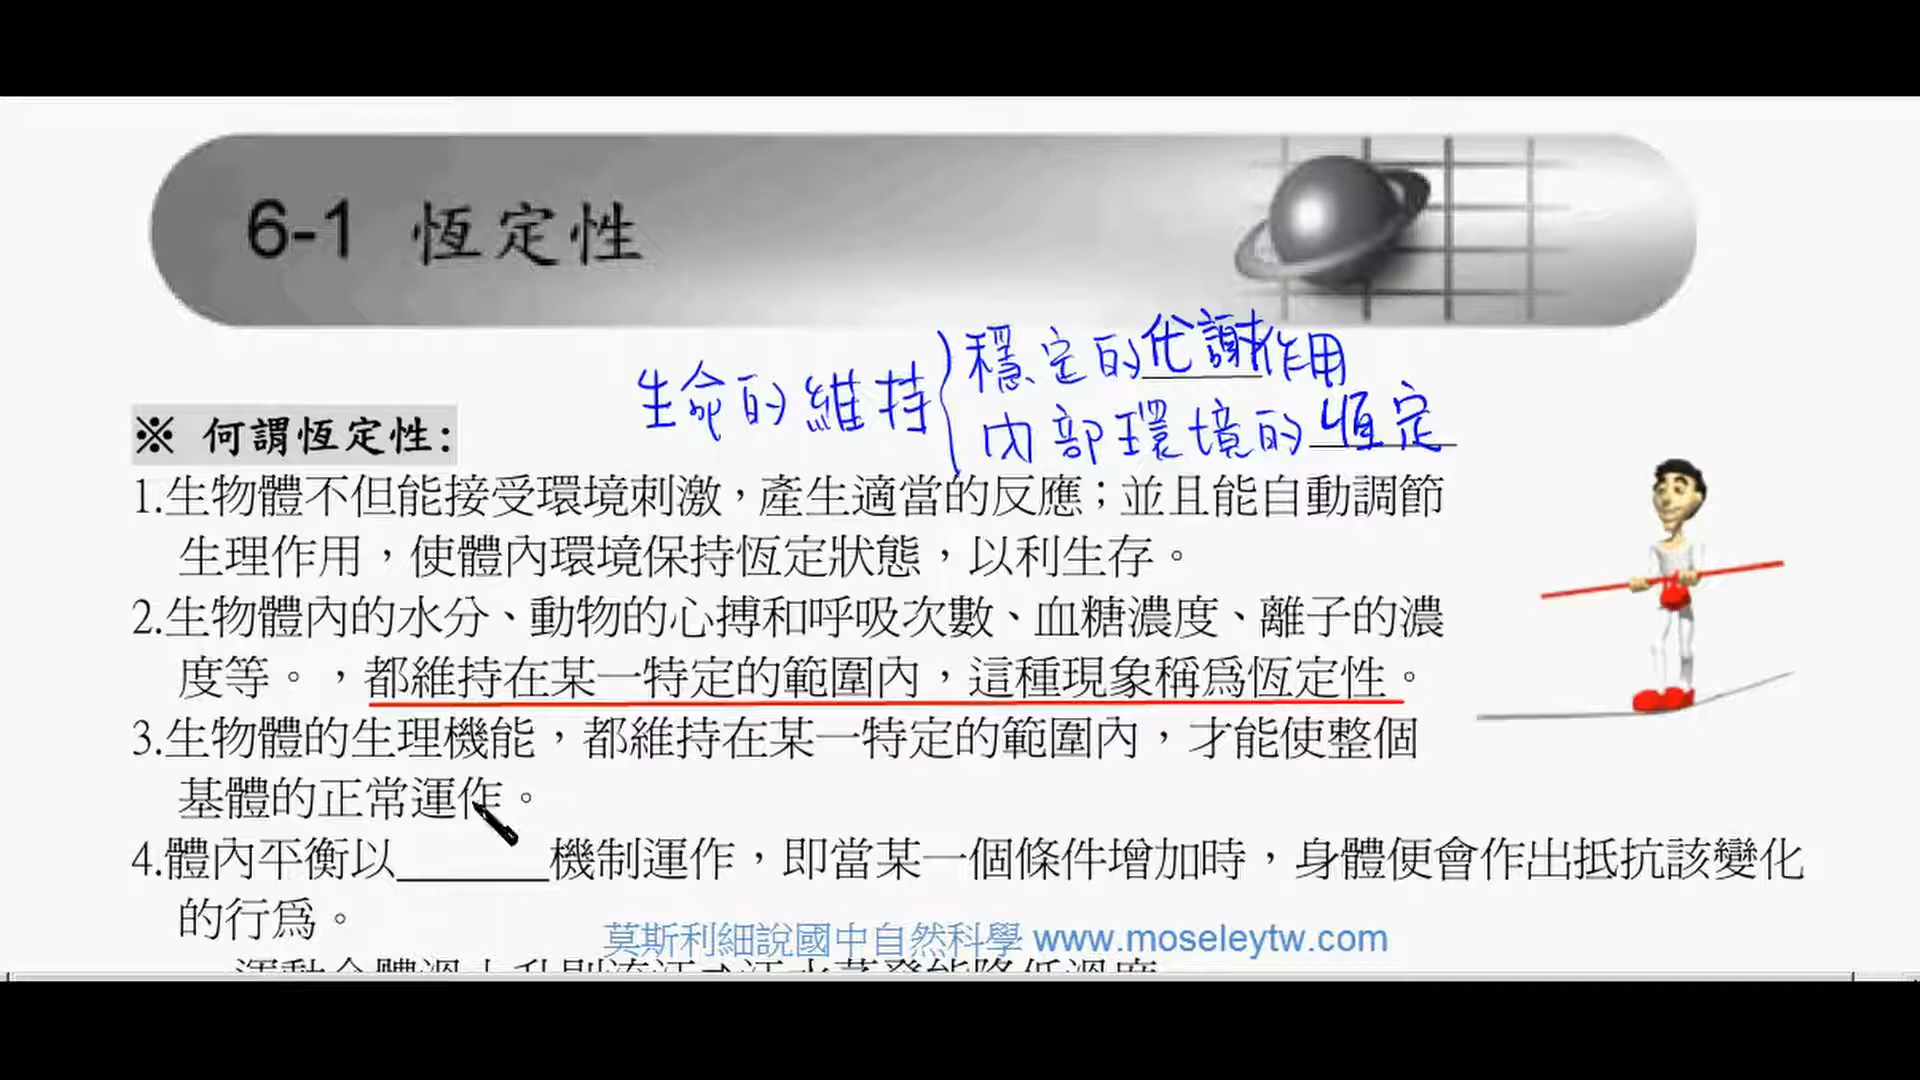 6-1 恆定性
生命的維持
穩定的代謝作用
內部環境的恆定
※ 何謂恆定性:
1.生物體不但能接受環境刺激，產生適當的反應；並且能自動調節
生理作用，使體內環境保持恆定狀態，以利生存。
2.生物體內的水分、動物的心搏和呼吸次數、血糖濃度、離子的濃
度等。，都維持在某一特定的範圍內，這種現象稱為恆定性。
3.生物體的生理機能，都維持在某一特定的範圍內，才能使整個
基體的正常運作。
4.體內平衡以______機制運作，即當某一個條件增加時，身體便會作出抵抗該變化
的行為。
莫斯利細說國中自然科學 www.moseleytw.com